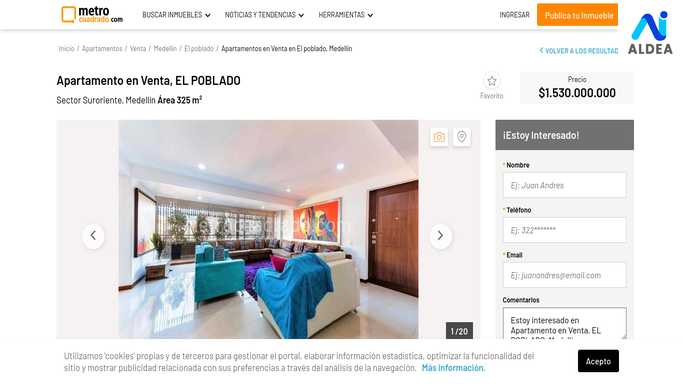 metro
cuadrado.com
BUSCAR INMUEBLES
NOTICIAS Y TENDENCIAS
HERRAMIENTAS
INGRESAR
Publica tu Inmueble
ALDEA
Inicio / Apartamentos / Venta / Medellín / El poblado / Apartamentos en Venta en El poblado, Medellín
VOLVER A LOS RESULTAD
Apartamento en Venta, EL POBLADO
Sector Suroriente, Medellín Área 325 m²
Favorito
Precio
$1.530.000.000
1 / 20
¡Estoy Interesado!
* Nombre
Ej: Juan Andres
* Teléfono
Ej: 322*******
* Email
Ej: juanandres@email.com
Comentarios
Estoy interesado en
Apartamento en Venta, EL
POBLADO, Medellín
Utilizamos 'cookies' propias y de terceros para gestionar el portal, elaborar información estadística, optimizar la funcionalidad del
sitio y mostrar publicidad relacionada con sus preferencias a través del análisis de la navegación. Más información.
Acepto